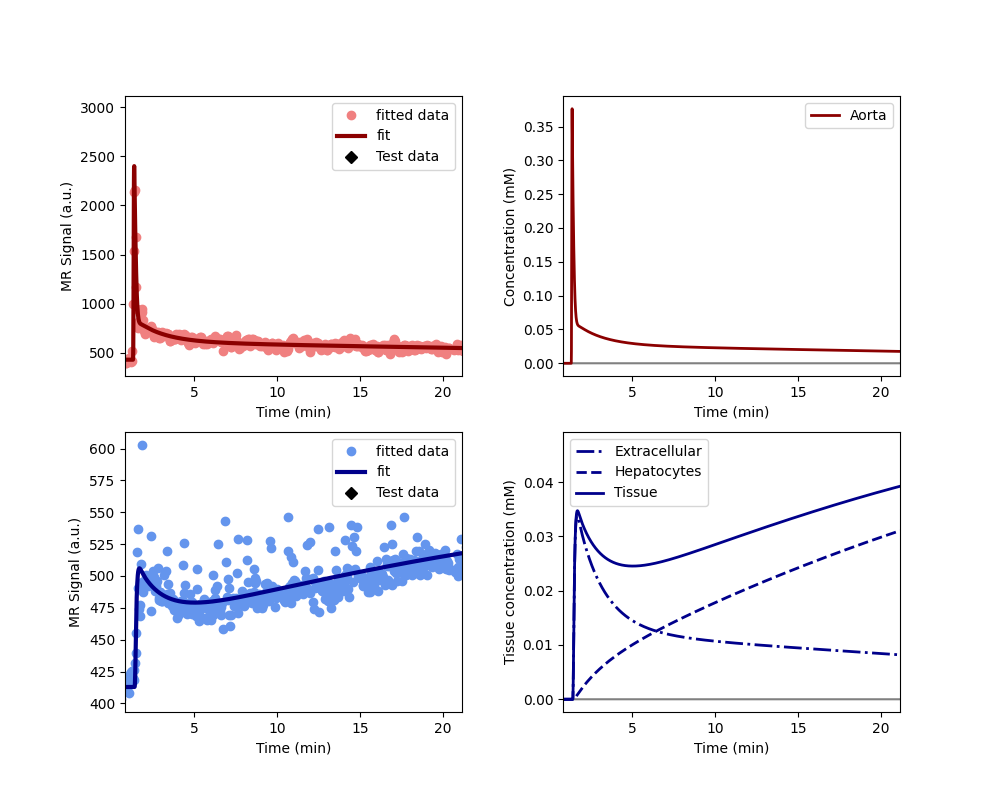 3000
2500
2000
1500
1000
500
MR Signal (a.u.)
fitted data
fit
Test data
5
10
15
20
Time (min)
0.35
0.30
0.25
0.20
0.15
0.10
0.05
0.00
Concentration (mM)
Aorta
5
10
15
20
Time (min)
600
575
550
525
500
475
450
425
400
MR Signal (a.u.)
fitted data
fit
Test data
5
10
15
20
Time (min)
0.04
0.03
0.02
0.01
0.00
Tissue concentration (mM)
Extracellular
Hepatocytes
Tissue
5
10
15
20
Time (min)